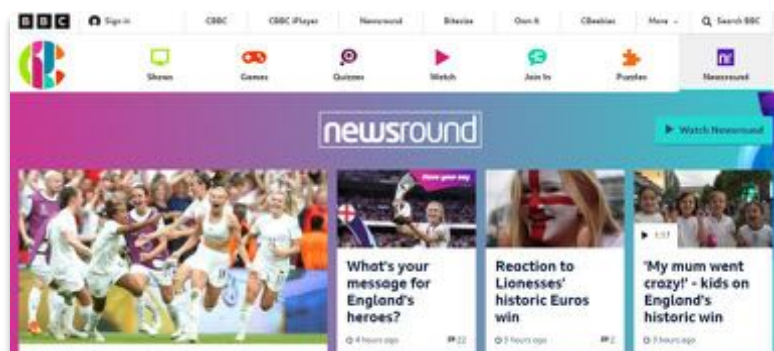 BBC Sign in CBBC CBBC iPlayer Newsround Bitesize Own It CBeebies More Search BBC
Shows Games Quizzes Watch Join In Puzzles Newsround
newsround
Watch Newsround
Have your say
What's your
message for
England's
heroes?
4 hours ago 22
Reaction to
Lionesses'
historic Euros
win
5 hours ago 2
1:17
'My mum went
crazy!' - kids on
England's
historic win
3 hours ago